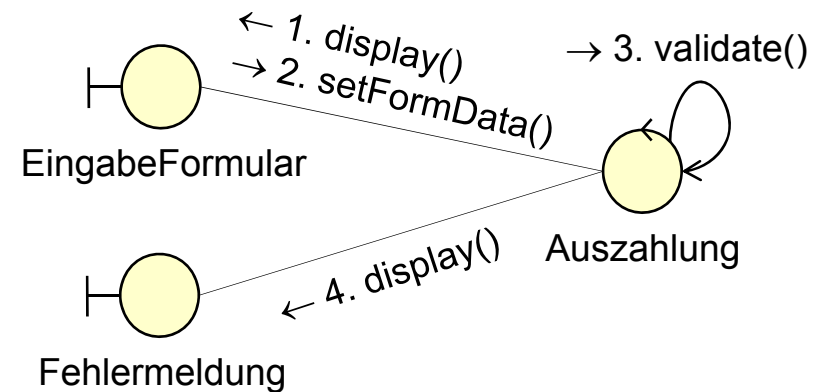 ← 1. display()
→ 2. setFormData()
→ 3. validate()
EingabeFormular
Auszahlung
← 4. display()
Fehlermeldung